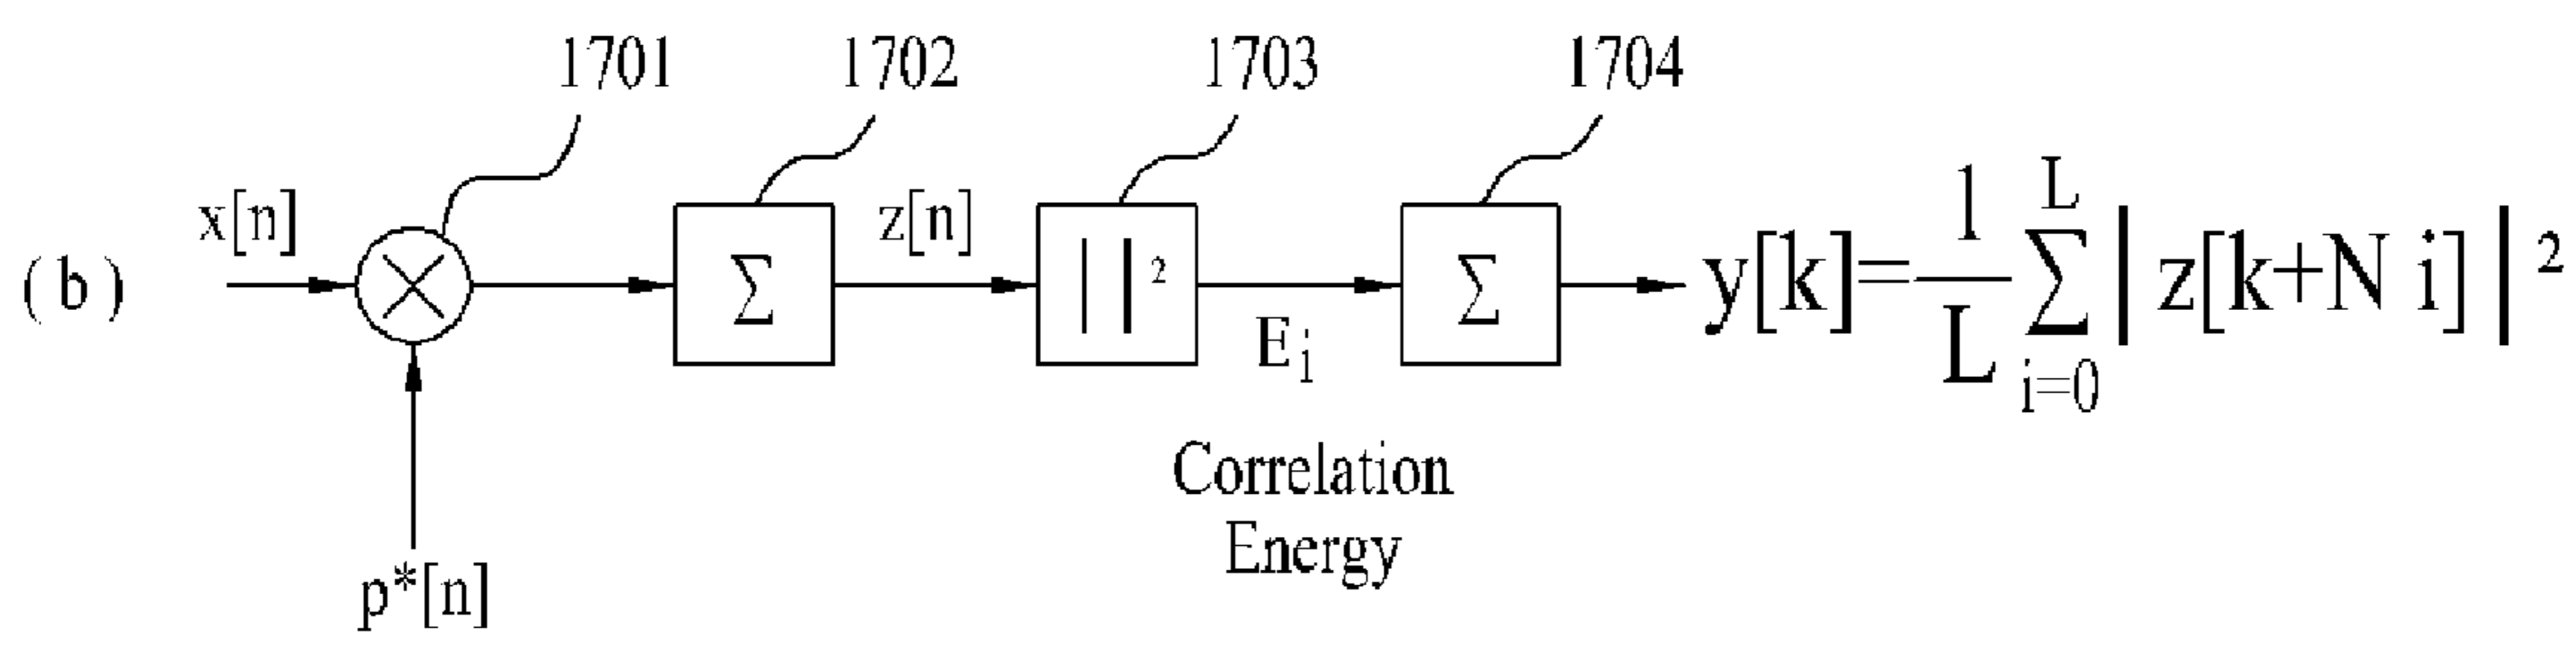 1701 1702 1703 1704
(b) x[n] z[n] | |² Σ Σ y[k]=1/L Σ_{i=0}^{L} | z[k+N i] |²
E_i
Correlation
Energy
p*[n]